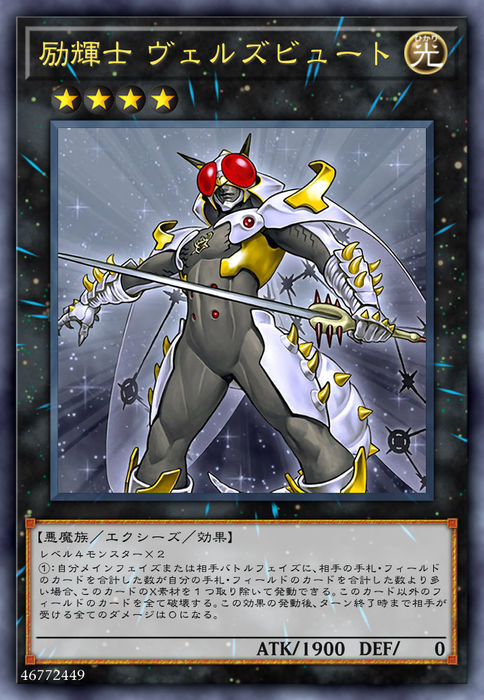 励輝士 ヴェルズビュート
ひかり
光
【悪魔族／エクシーズ／効果】
レベル４モンスター×２
①：自分メインフェイズまたは相手バトルフェイズに、相手の手札・フィールド
のカードを合計した数が自分の手札・フィールドのカードを合計した数より多
い場合、このカードのX素材を１つ取り除いて発動できる。このカード以外のフ
ィールドのカードを全て破壊する。この効果の発動後、ターン終了時まで相手が
受ける全てのダメージは０になる。
ATK/1900 DEF/ 0
46772449